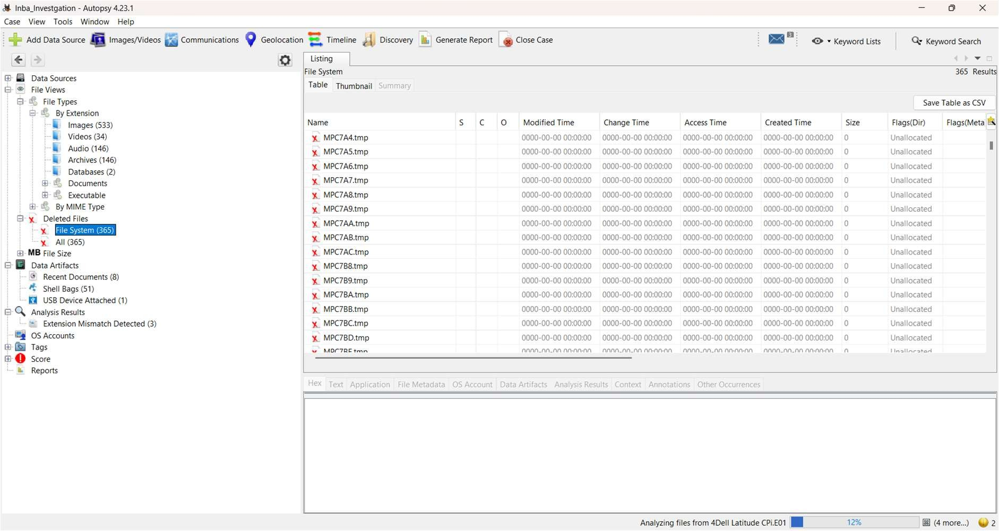 Inba_Investgation - Autopsy 4.23.1
Case View Tools Window Help
Add Data Source Images/Videos Communications Geolocation Timeline Discovery Generate Report Close Case 3 Keyword Lists Keyword Search
Data Sources
File Views
File Types
By Extension
Images (533)
Videos (34)
Audio (146)
Archives (146)
Databases (2)
Documents
Executable
By MIME Type
Deleted Files
File System (365)
All (365)
MB File Size
Data Artifacts
Recent Documents (8)
Shell Bags (51)
USB Device Attached (1)
Analysis Results
Extension Mismatch Detected (3)
OS Accounts
Tags
Score
Reports
Listing
File System 365 Results
Table Thumbnail Summary
Save Table as CSV
Name S C O Modified Time Change Time Access Time Created Time Size Flags(Dir) Flags(Meta
MPC7A4.tmp 0000-00-00 00:00:00 0000-00-00 00:00:00 0000-00-00 00:00:00 0000-00-00 00:00:00 0 Unallocated
MPC7A5.tmp 0000-00-00 00:00:00 0000-00-00 00:00:00 0000-00-00 00:00:00 0000-00-00 00:00:00 0 Unallocated
MPC7A6.tmp 0000-00-00 00:00:00 0000-00-00 00:00:00 0000-00-00 00:00:00 0000-00-00 00:00:00 0 Unallocated
MPC7A7.tmp 0000-00-00 00:00:00 0000-00-00 00:00:00 0000-00-00 00:00:00 0000-00-00 00:00:00 0 Unallocated
MPC7A8.tmp 0000-00-00 00:00:00 0000-00-00 00:00:00 0000-00-00 00:00:00 0000-00-00 00:00:00 0 Unallocated
MPC7A9.tmp 0000-00-00 00:00:00 0000-00-00 00:00:00 0000-00-00 00:00:00 0000-00-00 00:00:00 0 Unallocated
MPC7AA.tmp 0000-00-00 00:00:00 0000-00-00 00:00:00 0000-00-00 00:00:00 0000-00-00 00:00:00 0 Unallocated
MPC7AB.tmp 0000-00-00 00:00:00 0000-00-00 00:00:00 0000-00-00 00:00:00 0000-00-00 00:00:00 0 Unallocated
MPC7AC.tmp 0000-00-00 00:00:00 0000-00-00 00:00:00 0000-00-00 00:00:00 0000-00-00 00:00:00 0 Unallocated
MPC7B8.tmp 0000-00-00 00:00:00 0000-00-00 00:00:00 0000-00-00 00:00:00 0000-00-00 00:00:00 0 Unallocated
MPC7B9.tmp 0000-00-00 00:00:00 0000-00-00 00:00:00 0000-00-00 00:00:00 0000-00-00 00:00:00 0 Unallocated
MPC7BA.tmp 0000-00-00 00:00:00 0000-00-00 00:00:00 0000-00-00 00:00:00 0000-00-00 00:00:00 0 Unallocated
MPC7BB.tmp 0000-00-00 00:00:00 0000-00-00 00:00:00 0000-00-00 00:00:00 0000-00-00 00:00:00 0 Unallocated
MPC7BC.tmp 0000-00-00 00:00:00 0000-00-00 00:00:00 0000-00-00 00:00:00 0000-00-00 00:00:00 0 Unallocated
MPC7BD.tmp 0000-00-00 00:00:00 0000-00-00 00:00:00 0000-00-00 00:00:00 0000-00-00 00:00:00 0 Unallocated
0000-00-00 00:00:00 0000-00-00 00:00:00 0000-00-00 00:00:00 0000-00-00 00:00:00 0 Unallocated
Hex Text Application File Metadata OS Account Data Artifacts Analysis Results Context Annotations Other Occurrences
Analyzing files from 4Dell Latitude CPi.E01 12% (4 more...) 2